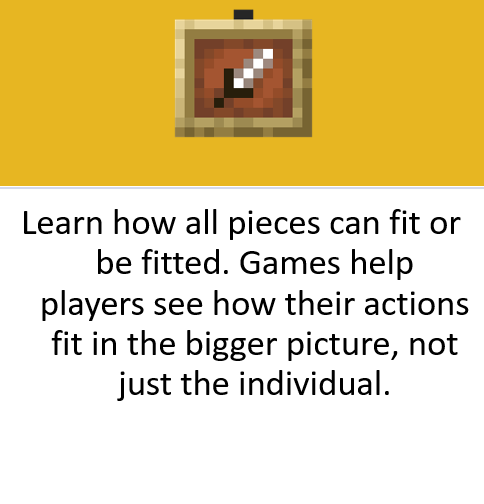 Learn how all pieces can fit or
be fitted. Games help
players see how their actions
fit in the bigger picture, not
just the individual.